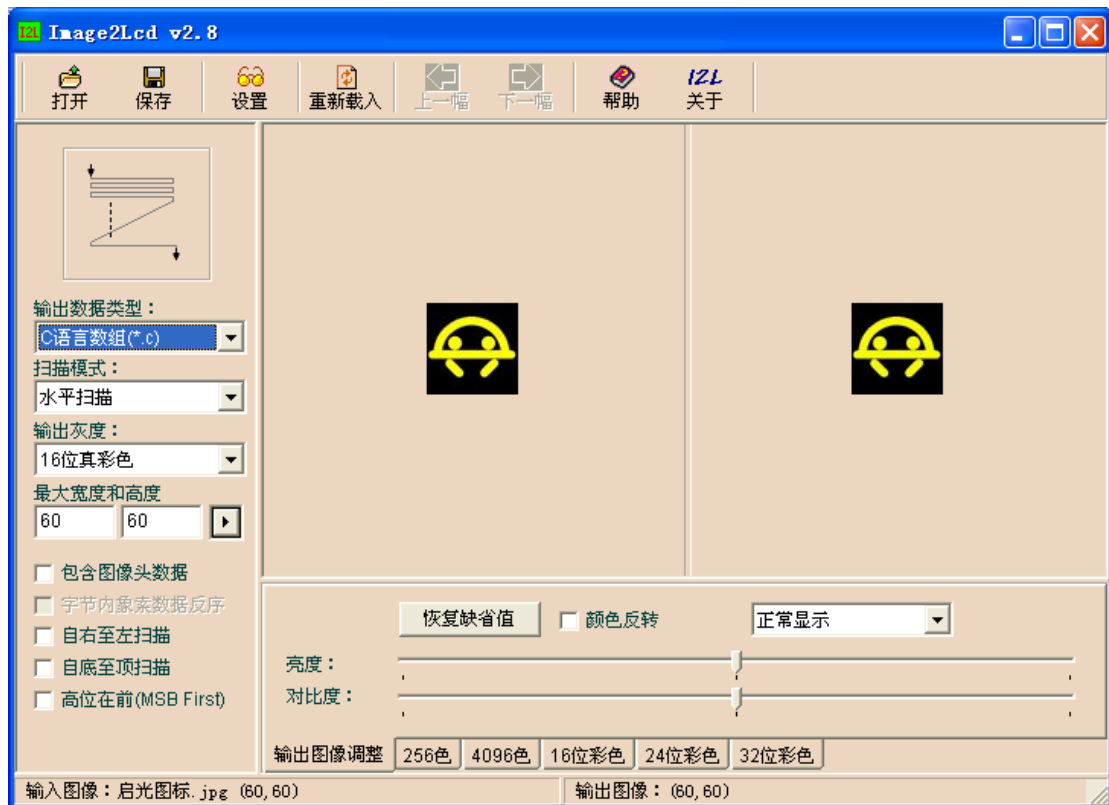 I2L Image2Lcd v2.8
打开 保存 设置 重新载入 上一幅 下一幅 帮助 I2L 关于
输出数据类型：
C语言数组(*.c)
扫描模式：
水平扫描
输出灰度：
16位真彩色
最大宽度和高度
60 60
包含图像头数据
字节内象素数据反序
自右至左扫描
自底至顶扫描
高位在前(MSB First)
恢复缺省值 颜色反转 正常显示
亮度：
对比度：
输出图像调整 256色 4096色 16位彩色 24位彩色 32位彩色
输入图像：启光图标.jpg (60,60) 输出图像：(60,60)